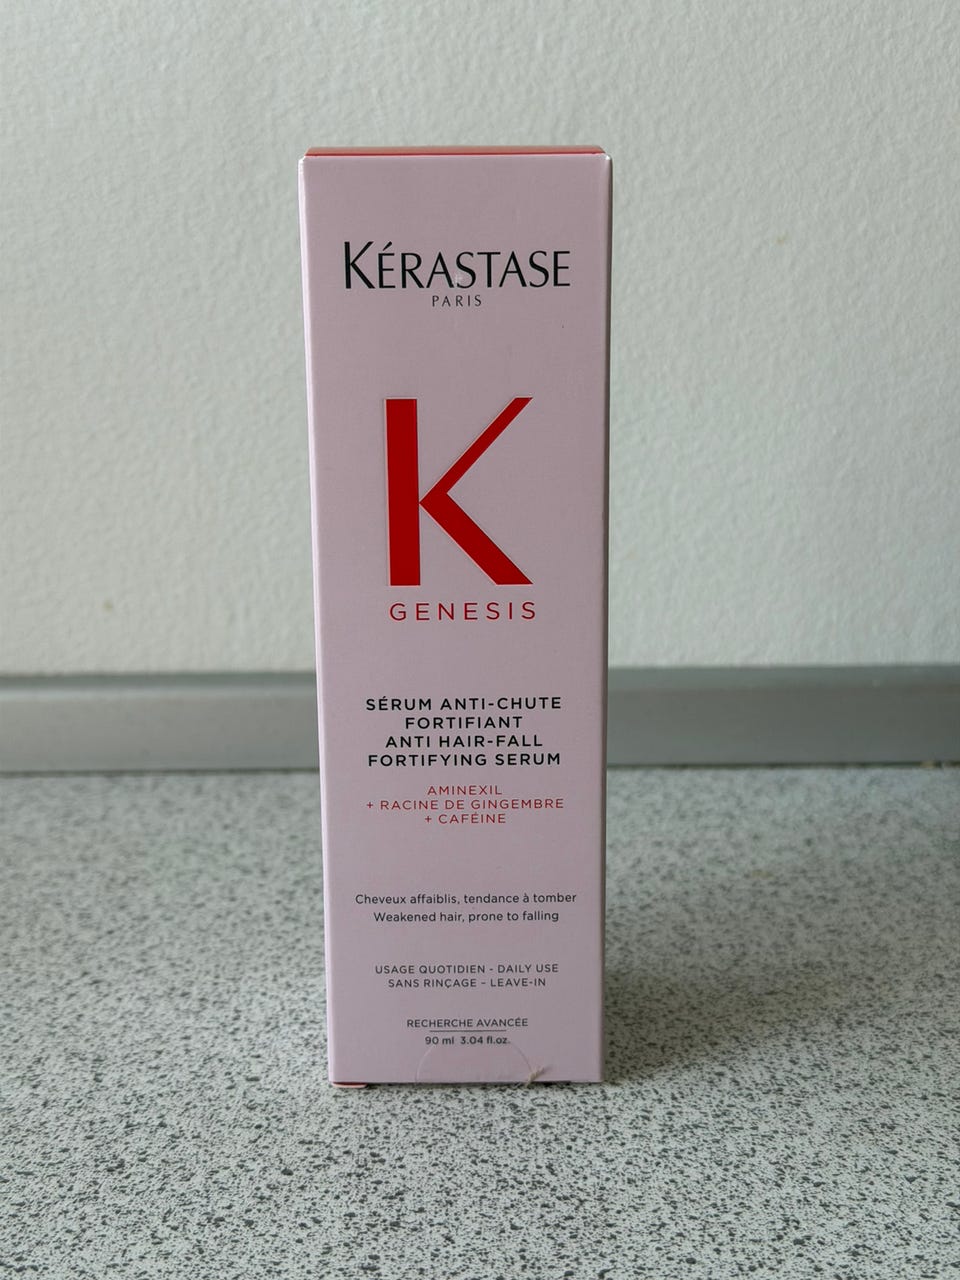 KÉRASTASE
PARIS
K
GENESIS
SÉRUM ANTI-CHUTE
FORTIFIANT
ANTI HAIR-FALL
FORTIFYING SERUM
AMINEXIL
+ RACINE DE GINGEMBRE
+ CAFÉINE
Cheveux affaiblis, tendance à tomber
Weakened hair, prone to falling
USAGE QUOTIDIEN - DAILY USE
SANS RINÇAGE – LEAVE-IN
RECHERCHE AVANCÉE
90 ml 3.04 fl.oz.